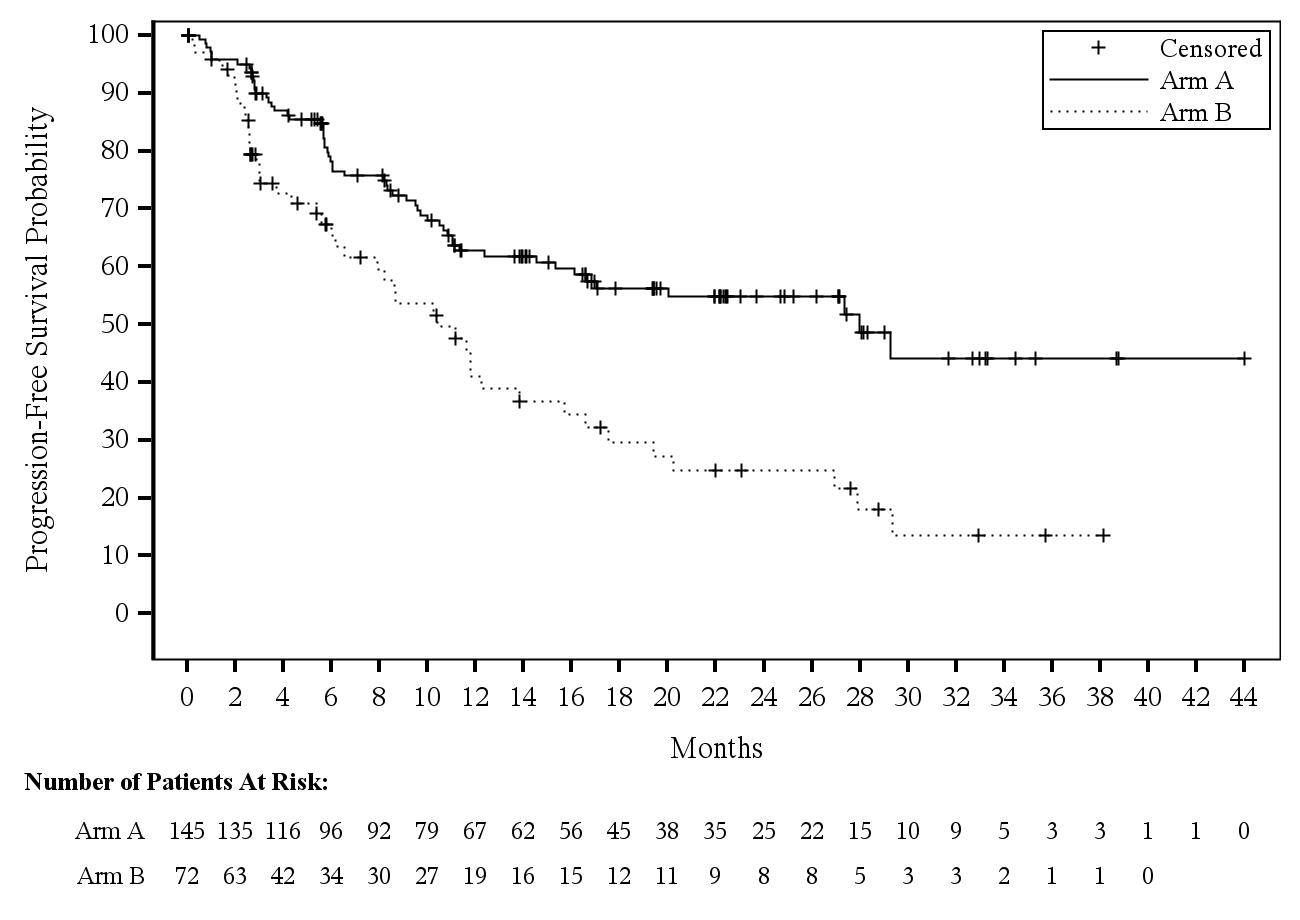 Progression-Free Survival Probability
100
90
80
70
60
50
40
30
20
10
0
Censored
Arm A
Arm B
0 2 4 6 8 10 12 14 16 18 20 22 24 26 28 30 32 34 36 38 40 42 44
Months
Number of Patients At Risk:
Arm A 145 135 116 96 92 79 67 62 56 45 38 35 25 22 15 10 9 5 3 3 1 1 0
Arm B 72 63 42 34 30 27 19 16 15 12 11 9 8 8 5 3 3 2 1 1 0